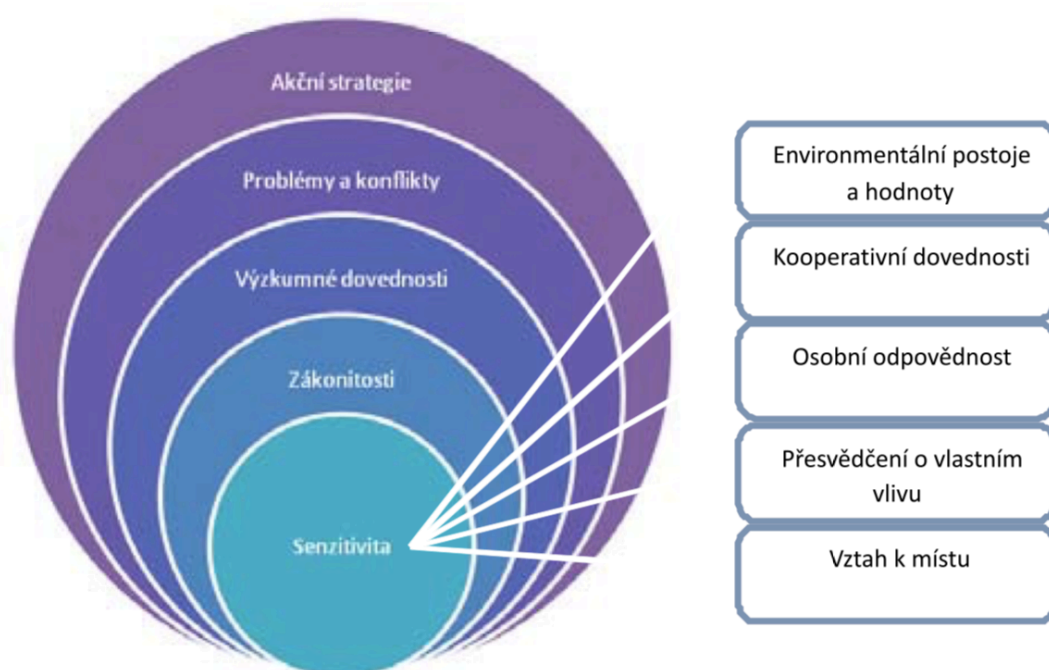 Akční strategie
Problémy a konflikty
Výzkumné dovednosti
Zákonitosti
Senzitivita
Environmentální postoje
a hodnoty
Kooperativní dovednosti
Osobní odpovědnost
Přesvědčení o vlastním
vlivu
Vztah k místu